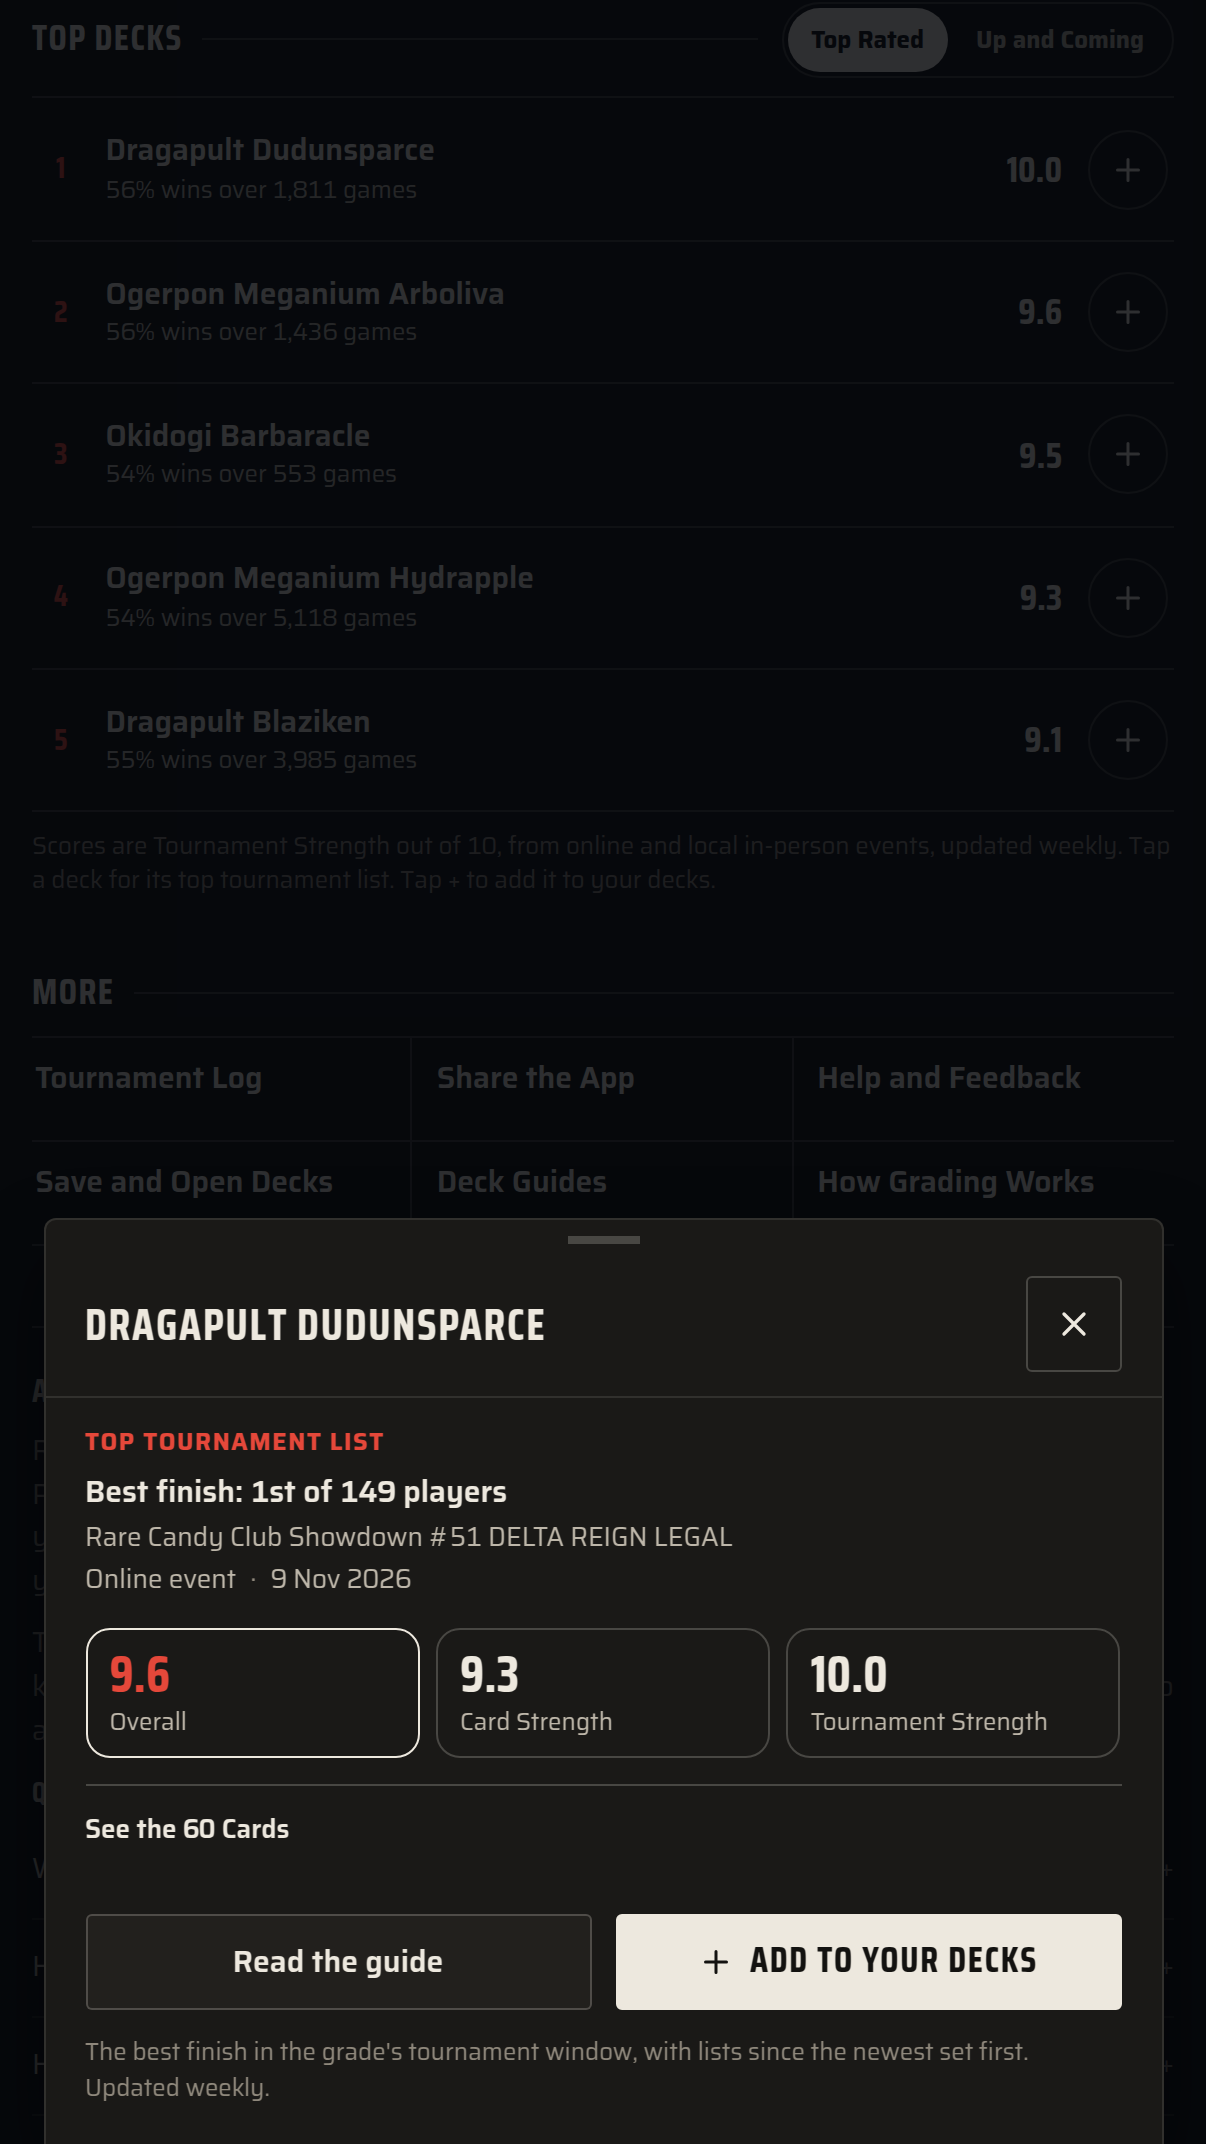 TOP DECKS
Top Rated
Up and Coming
1
Dragapult Dudunsparce
56% wins over 1,811 games
10.0
+
2
Ogerpon Meganium Arboliva
56% wins over 1,436 games
9.6
+
3
Okidogi Barbaracle
54% wins over 553 games
9.5
+
4
Ogerpon Meganium Hydrapple
54% wins over 5,118 games
9.3
+
5
Dragapult Blaziken
55% wins over 3,985 games
9.1
+
Scores are Tournament Strength out of 10, from online and local in-person events, updated weekly. Tap
a deck for its top tournament list. Tap + to add it to your decks.
MORE
Tournament Log
Share the App
Help and Feedback
Save and Open Decks
Deck Guides
How Grading Works
DRAGAPULT DUDUNSPARCE
TOP TOURNAMENT LIST
Best finish: 1st of 149 players
Rare Candy Club Showdown #51 DELTA REIGN LEGAL
Online event · 9 Nov 2026
9.6
Overall
9.3
Card Strength
10.0
Tournament Strength
See the 60 Cards
Read the guide
+ ADD TO YOUR DECKS
The best finish in the grade's tournament window, with lists since the newest set first.
Updated weekly.